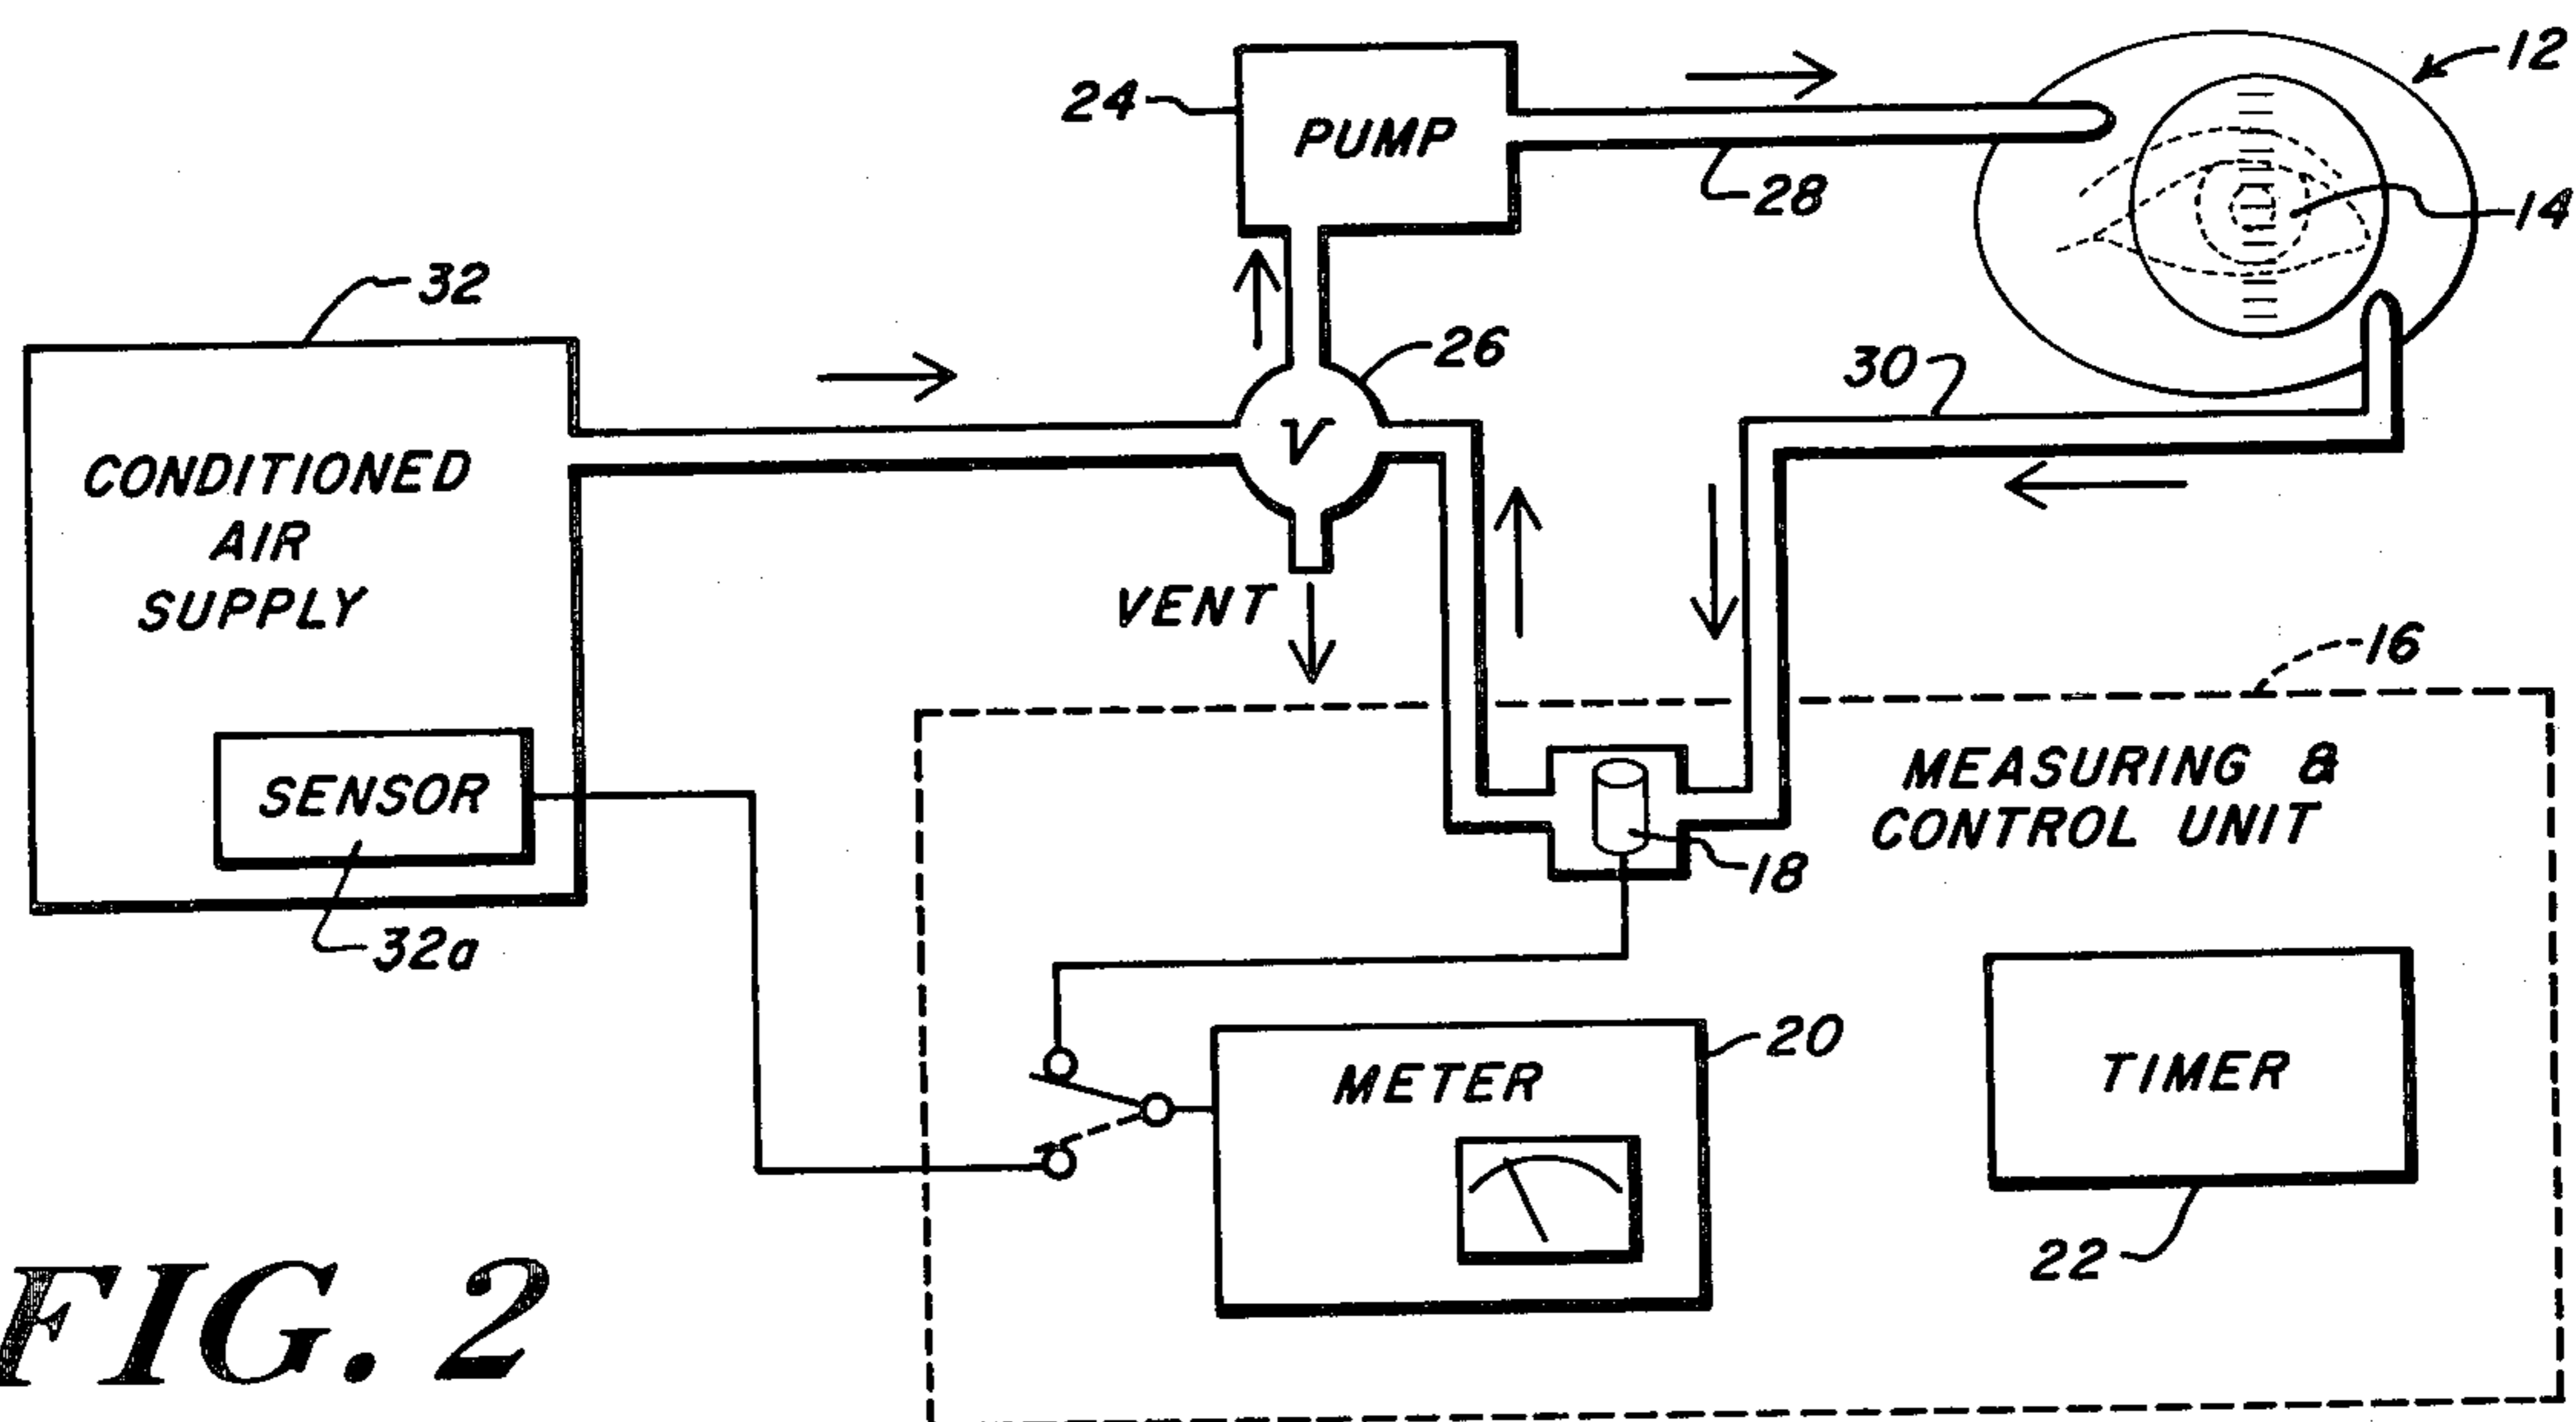 12
24
PUMP
28
14
32
26
30
CONDITIONED
AIR
SUPPLY
V
VENT
16
SENSOR
MEASURING &
CONTROL UNIT
18
32a
20
METER
TIMER
22
FIG. 2